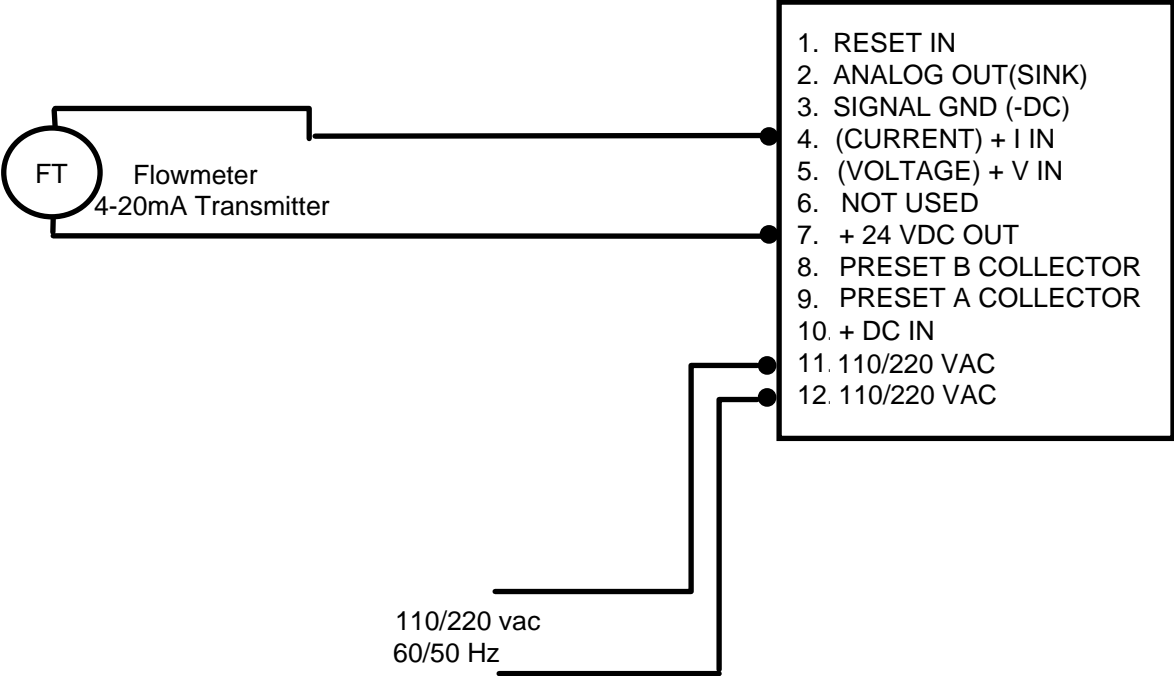 1. RESET IN
2. ANALOG OUT(SINK)
3. SIGNAL GND (-DC)
4. (CURRENT) + I IN
5. (VOLTAGE) + V IN
6. NOT USED
7. + 24 VDC OUT
8. PRESET B COLLECTOR
9. PRESET A COLLECTOR
10. + DC IN
11. 110/220 VAC
12. 110/220 VAC
FT
Flowmeter
4-20mA Transmitter
110/220 vac
60/50 Hz